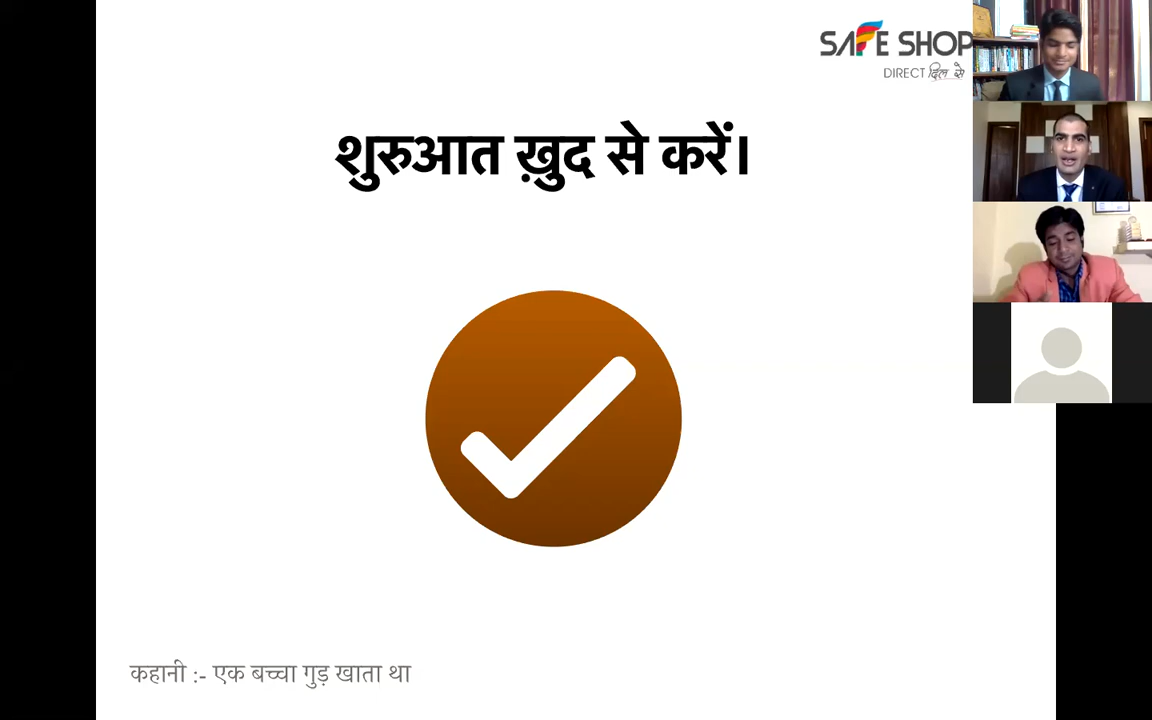 SAFE SHOP
DIRECT दिल से
शुरुआत ख़ुद से करें।
कहानी :- एक बच्चा गुड़ खाता था